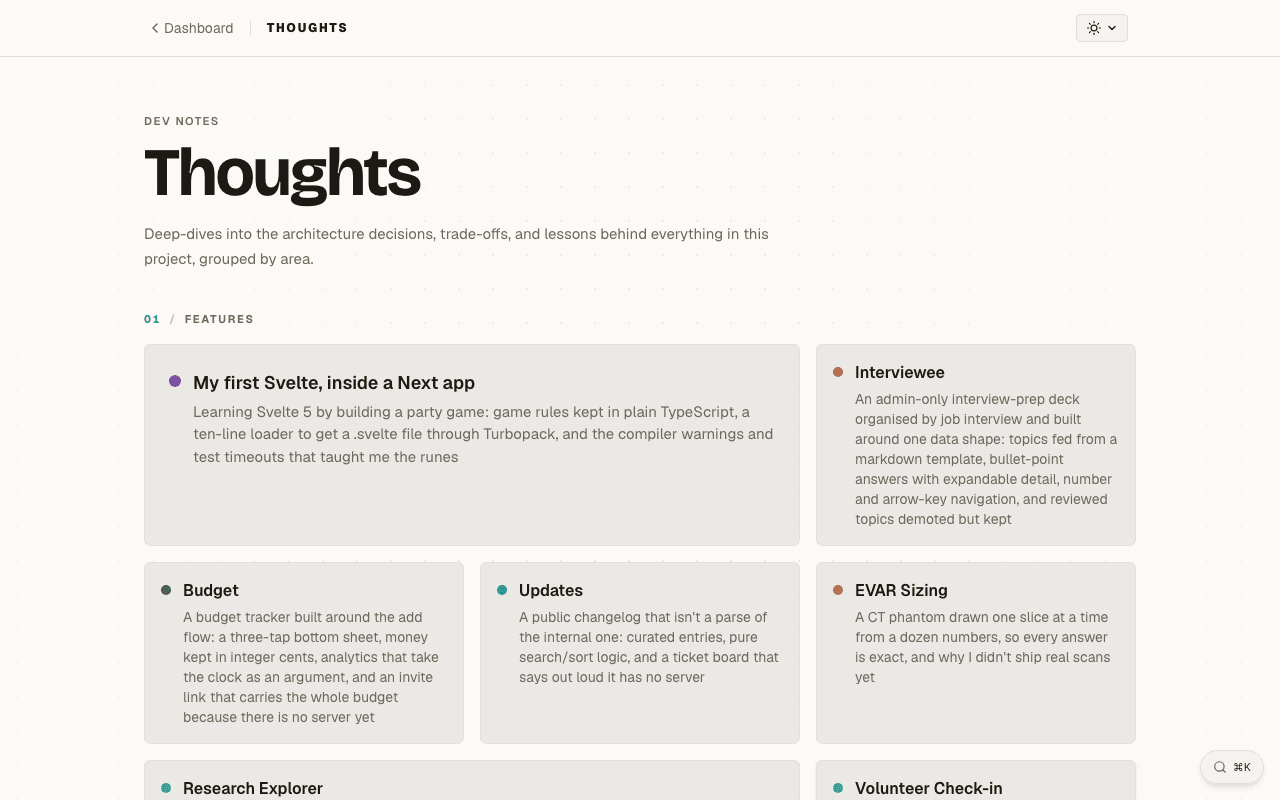 Dashboard
THOUGHTS
DEV NOTES
Thoughts
Deep-dives into the architecture decisions, trade-offs, and lessons behind everything in this
project, grouped by area.
01 / FEATURES
My first Svelte, inside a Next app
Learning Svelte 5 by building a party game: game rules kept in plain TypeScript, a
ten-line loader to get a .svelte file through Turbopack, and the compiler warnings and
test timeouts that taught me the runes
Interviewee
An admin-only interview-prep deck
organised by job interview and built
around one data shape: topics fed from a
markdown template, bullet-point
answers with expandable detail, number
and arrow-key navigation, and reviewed
topics demoted but kept
Budget
A budget tracker built around the add
flow: a three-tap bottom sheet, money
kept in integer cents, analytics that take
the clock as an argument, and an invite
link that carries the whole budget
because there is no server yet
Updates
A public changelog that isn't a parse of
the internal one: curated entries, pure
search/sort logic, and a ticket board that
says out loud it has no server
EVAR Sizing
A CT phantom drawn one slice at a time
from a dozen numbers, so every answer
is exact, and why I didn't ship real scans
yet
Research Explorer
Volunteer Check-in
⌘K